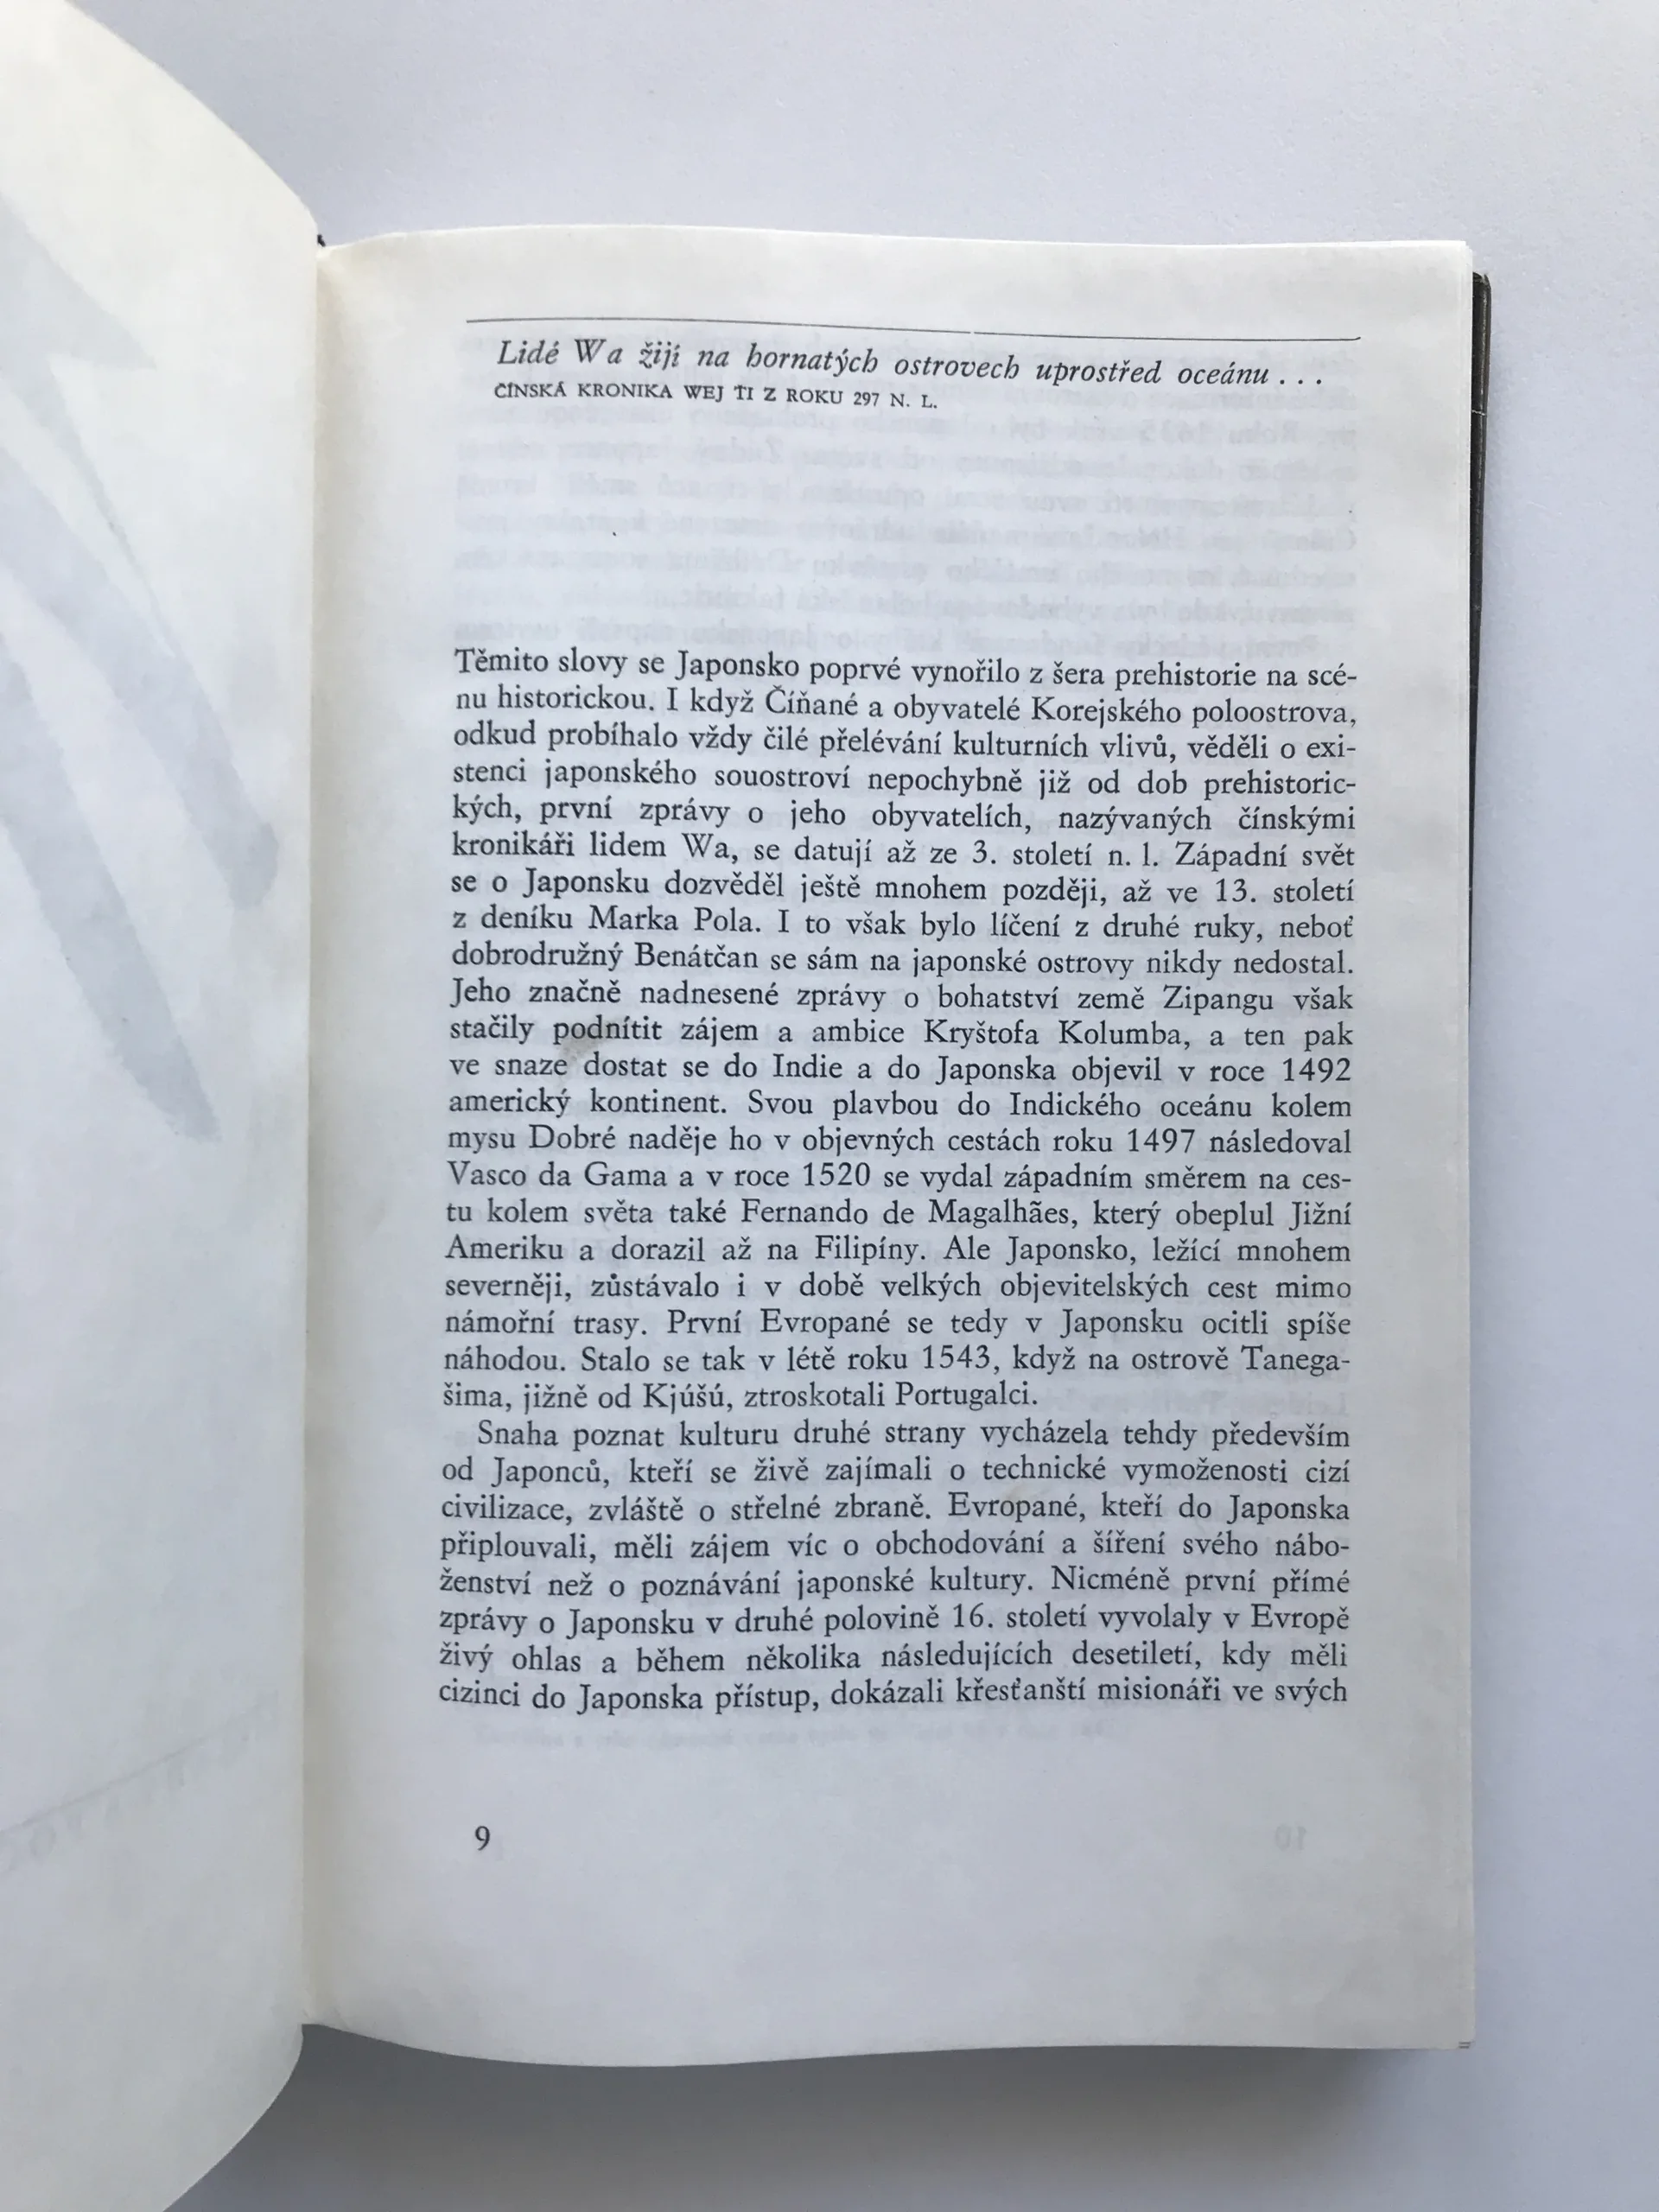 Lidé Wa žijí na hornatých ostrovech uprostřed oceánu . . .
ČÍNSKÁ KRONIKA WEJ ŤI Z ROKU 297 N. L.
Těmito slovy se Japonsko poprvé vynořilo z šera prehistorie na scé-
nu historickou. I když Číňané a obyvatelé Korejského poloostrova,
odkud probíhalo vždy čilé přelévání kulturních vlivů, věděli o exi-
stenci japonského souostroví nepochybně již od dob prehistoric-
kých, první zprávy o jeho obyvatelích, nazývaných čínskými
kronikáři lidem Wa, se datují až ze 3. století n. l. Západní svět
se o Japonsku dozvěděl ještě mnohem později, až ve 13. století
z deníku Marka Pola. I to však bylo líčení z druhé ruky, neboť
dobrodružný Benátčan se sám na japonské ostrovy nikdy nedostal.
Jeho značně nadnesené zprávy o bohatství země Zipangu však
stačily podnítit zájem a ambice Kryštofa Kolumba, a ten pak
ve snaze dostat se do Indie a do Japonska objevil v roce 1492
americký kontinent. Svou plavbou do Indického oceánu kolem
mysu Dobré naděje ho v objevných cestách roku 1497 následoval
Vasco da Gama a v roce 1520 se vydal západním směrem na ces-
tu kolem světa také Fernando de Magalhães, který obeplul Jižní
Ameriku a dorazil až na Filipíny. Ale Japonsko, ležící mnohem
severněji, zůstávalo i v době velkých objevitelských cest mimo
námořní trasy. První Evropané se tedy v Japonsku ocitli spíše
náhodou. Stalo se tak v létě roku 1543, když na ostrově Tanega-
šima, jižně od Kjúšú, ztroskotali Portugalci.
Snaha poznat kulturu druhé strany vycházela tehdy především
od Japonců, kteří se živě zajímali o technické vymoženosti cizí
civilizace, zvláště o střelné zbraně. Evropané, kteří do Japonska
připlouvali, měli zájem víc o obchodování a šíření svého nábo-
ženství než o poznávání japonské kultury. Nicméně první přímé
zprávy o Japonsku v druhé polovině 16. století vyvolaly v Evropě
živý ohlas a během několika následujících desetiletí, kdy měli
cizinci do Japonska přístup, dokázali křesťanští misionáři ve svých
9